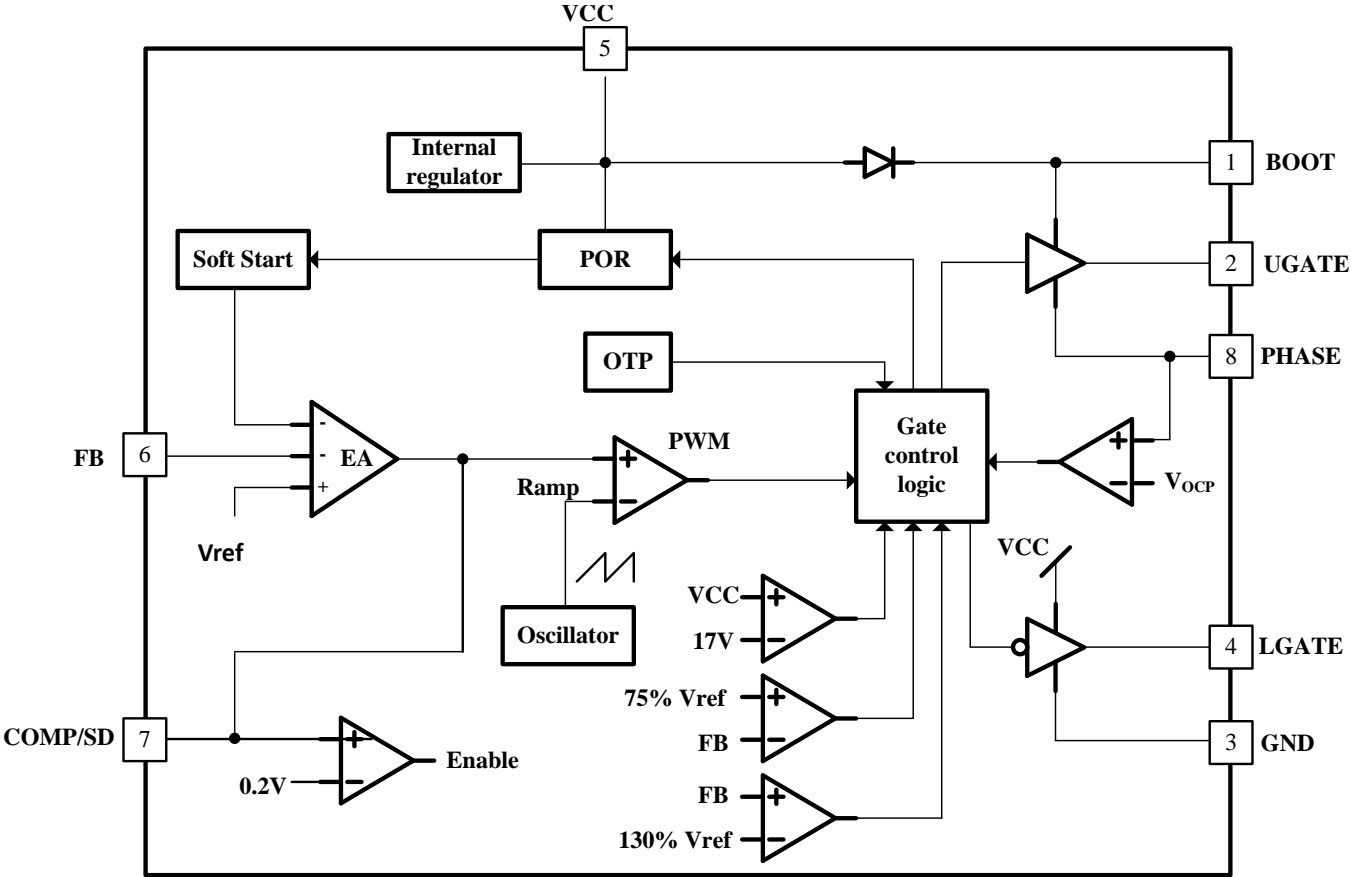 VCC
5
Internal
regulator
1
BOOT
Soft Start
POR
2
UGATE
OTP
8
PHASE
Gate
control
logic
PWM
FB
6
-
-
+
EA
+
−
Ramp
+
−
VOCP
Vref
VCC
Oscillator
VCC
+
17V
−
4
LGATE
75% Vref
+
FB
−
COMP/SD
7
+
0.2V
−
Enable
3
GND
FB
+
130% Vref
−